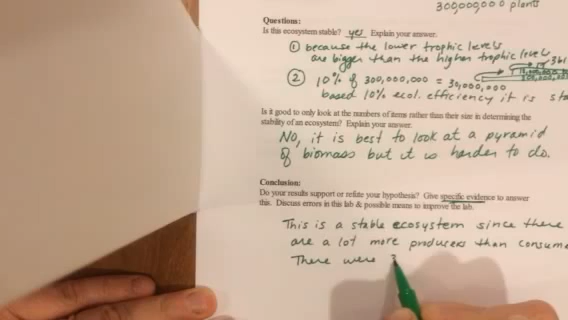 300,000,000 plants
Questions:
Is this ecosystem stable? yes Explain your answer.
① because the lower trophic levels
are bigger than the higher trophic levels
② 10% of 300,000,000 = 30,000,000
based 10% ecol. efficiency it is sta
Is it good to only look at the numbers of items rather than their size in determining the
stability of an ecosystem? Explain your answer.
No, it is best to look at a pyramid
of biomass but it is harder to do.
Conclusion:
Do your results support or refute your hypothesis? Give specific evidence to answer
this. Discuss errors in this lab & possible means to improve the lab.
This is a stable ecosystem since there
are a lot more producers than consume
There were